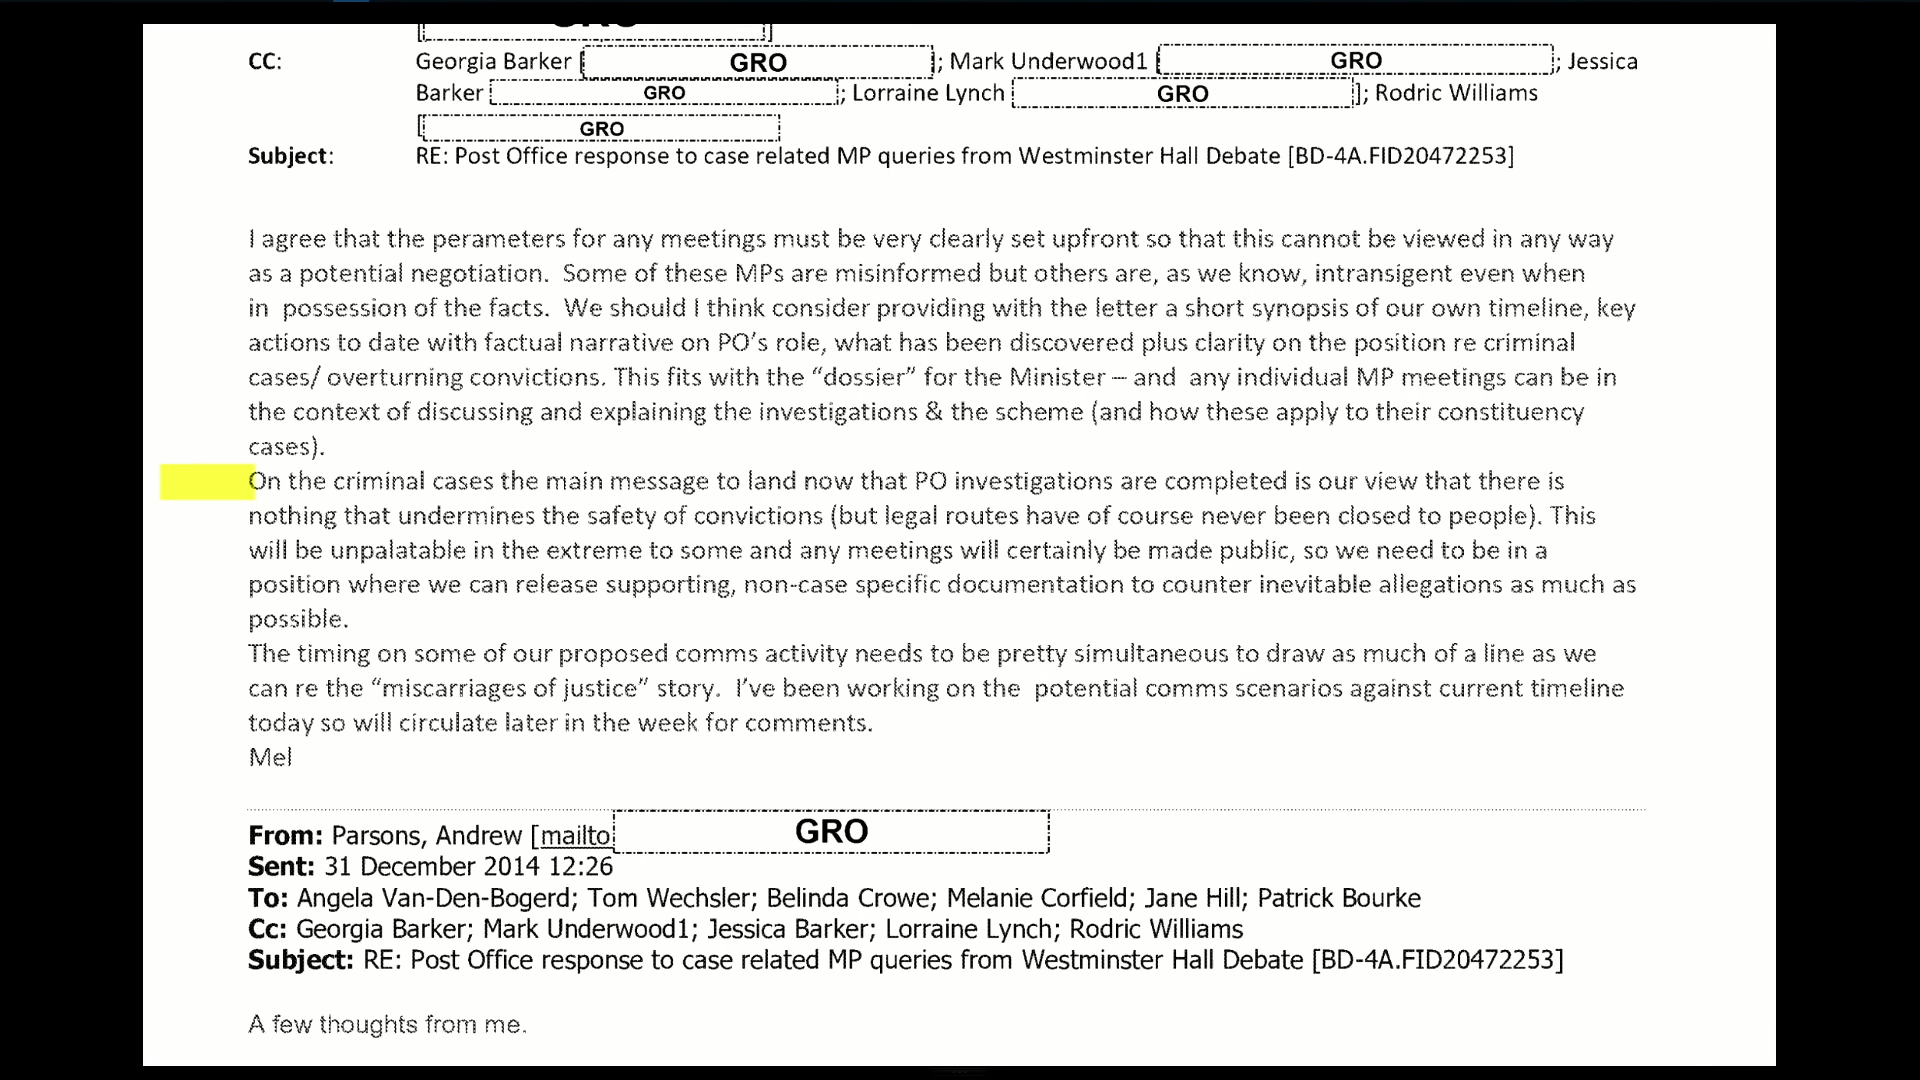 GRO
CC: Georgia Barker [ GRO ]; Mark Underwood1 [ GRO ]; Jessica
Barker [ GRO ]; Lorraine Lynch [ GRO ]; Rodric Williams
[ GRO
Subject: RE: Post Office response to case related MP queries from Westminster Hall Debate [BD-4A.FID20472253]
I agree that the perameters for any meetings must be very clearly set upfront so that this cannot be viewed in any way
as a potential negotiation. Some of these MPs are misinformed but others are, as we know, intransigent even when
in possession of the facts. We should I think consider providing with the letter a short synopsis of our own timeline, key
actions to date with factual narrative on PO's role, what has been discovered plus clarity on the position re criminal
cases/ overturning convictions. This fits with the “dossier” for the Minister – and any individual MP meetings can be in
the context of discussing and explaining the investigations & the scheme (and how these apply to their constituency
cases).
On the criminal cases the main message to land now that PO investigations are completed is our view that there is
nothing that undermines the safety of convictions (but legal routes have of course never been closed to people). This
will be unpalatable in the extreme to some and any meetings will certainly be made public, so we need to be in a
position where we can release supporting, non-case specific documentation to counter inevitable allegations as much as
possible.
The timing on some of our proposed comms activity needs to be pretty simultaneous to draw as much of a line as we
can re the “miscarriages of justice” story. I've been working on the potential comms scenarios against current timeline
today so will circulate later in the week for comments.
Mel
From: Parsons, Andrew [mailto GRO
Sent: 31 December 2014 12:26
To: Angela Van-Den-Bogerd; Tom Wechsler; Belinda Crowe; Melanie Corfield; Jane Hill; Patrick Bourke
Cc: Georgia Barker; Mark Underwood1; Jessica Barker; Lorraine Lynch; Rodric Williams
Subject: RE: Post Office response to case related MP queries from Westminster Hall Debate [BD-4A.FID20472253]
A few thoughts from me.